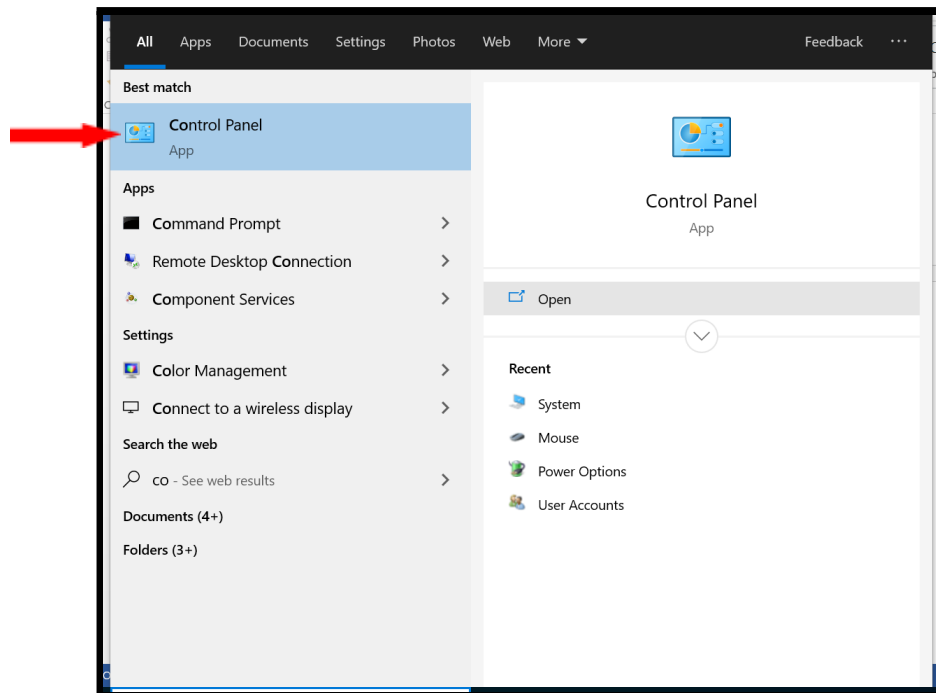 All Apps Documents Settings Photos Web More Feedback ...
Best match
Control Panel
App
Apps
Command Prompt
Remote Desktop Connection
Component Services
Settings
Color Management
Connect to a wireless display
Search the web
co - See web results
Documents (4+)
Folders (3+)
Control Panel
App
Open
Recent
System
Mouse
Power Options
User Accounts